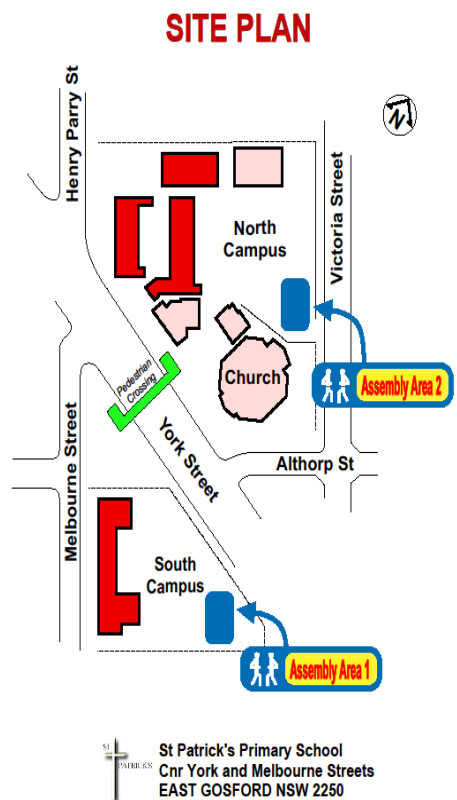 SITE PLAN
Henry Parry St
N
Victoria Street
North
Campus
Pedestrian
Crossing
Church
Assembly Area 2
Melbourne Street
York Street
Althorp St
South
Campus
Assembly Area 1
ST
PATRICK'S
St Patrick's Primary School
Cnr York and Melbourne Streets
EAST GOSFORD NSW 2250